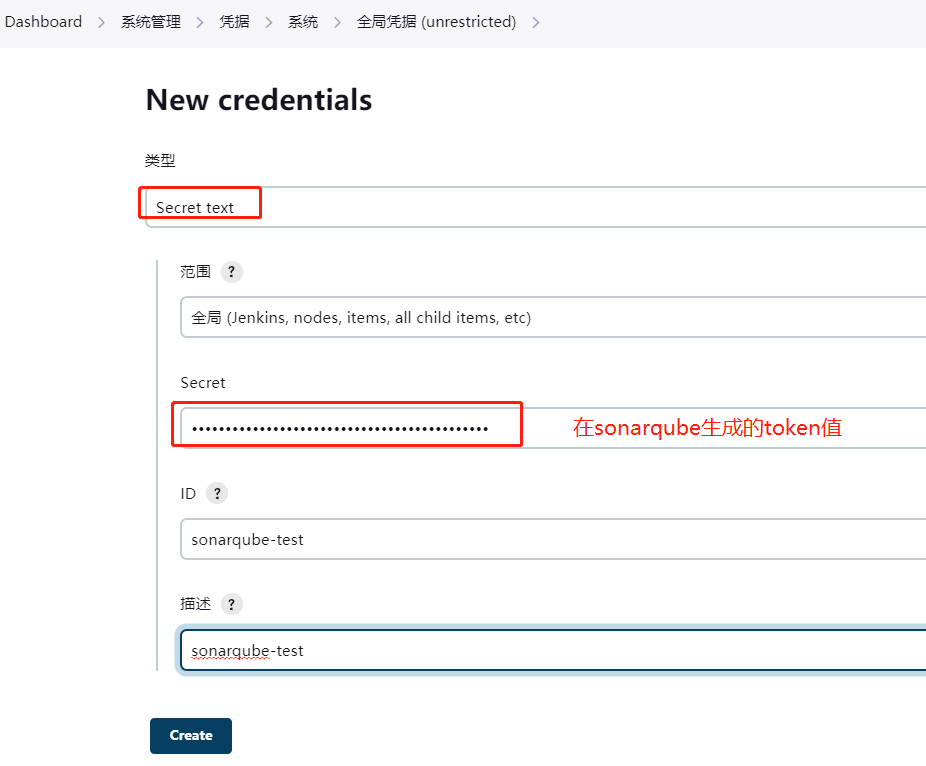 Dashboard > 系统管理 > 凭据 > 系统 > 全局凭据 (unrestricted) >
New credentials
类型
Secret text
范围 ?
全局 (Jenkins, nodes, items, all child items, etc)
Secret
•••••••••••••••••••••••••••••••••••••••••••• 在sonarqube生成的token值
ID ?
sonarqube-test
描述 ?
sonarqube-test
Create